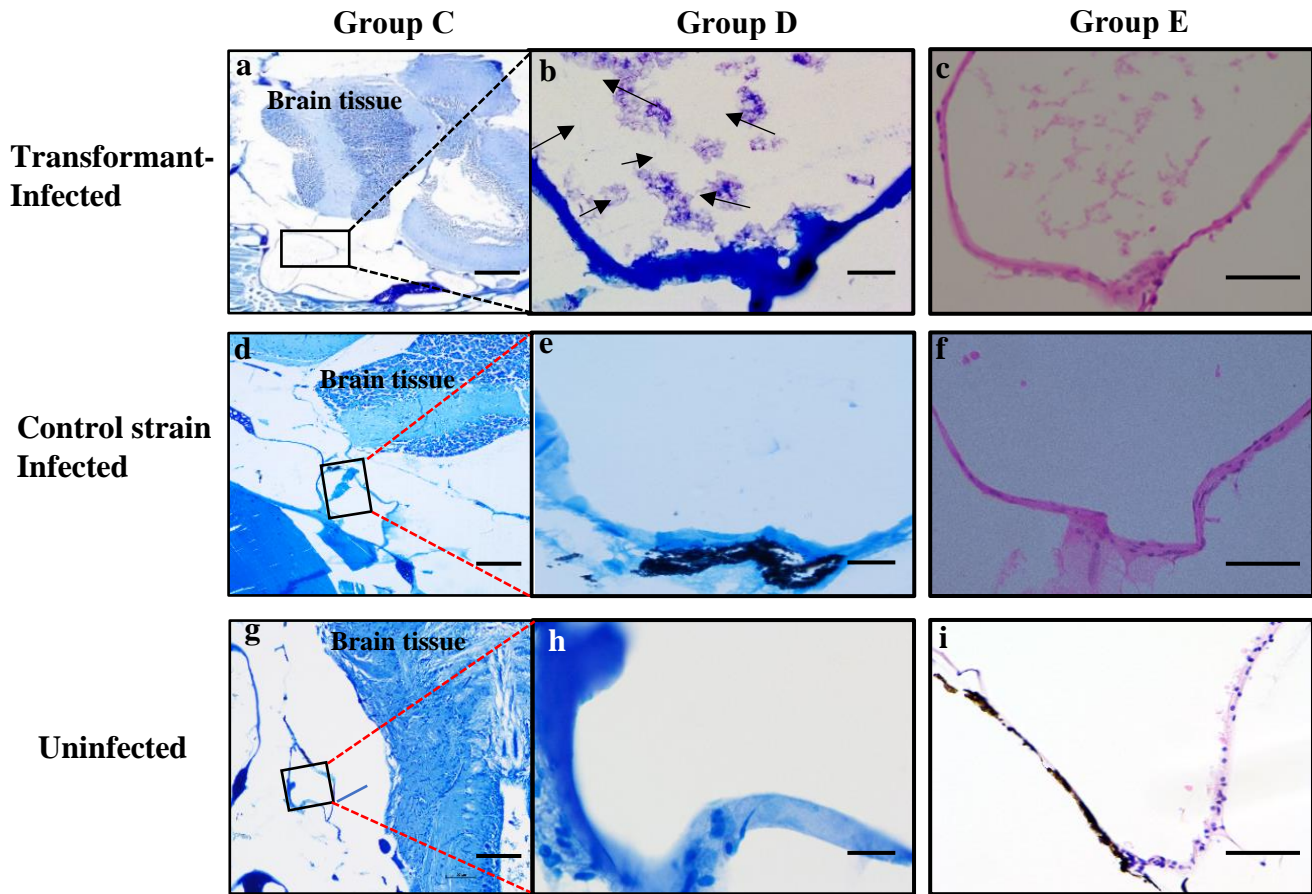 Group C
Group D
Group E
Transformant-
Infected
a
Brain tissue
b
c
Control strain
Infected
d
Brain tissue
e
f
Uninfected
g
Brain tissue
h
i